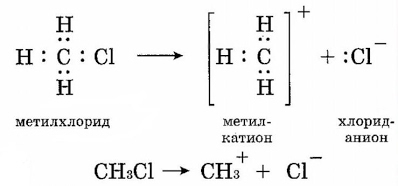 H H
H : C : Cl ⟶ [ H : C ]⁺ + :Cl⁻
H H
метилхлорид метил- хлорид-
катион анион
CH₃Cl → CH₃⁺ + Cl⁻